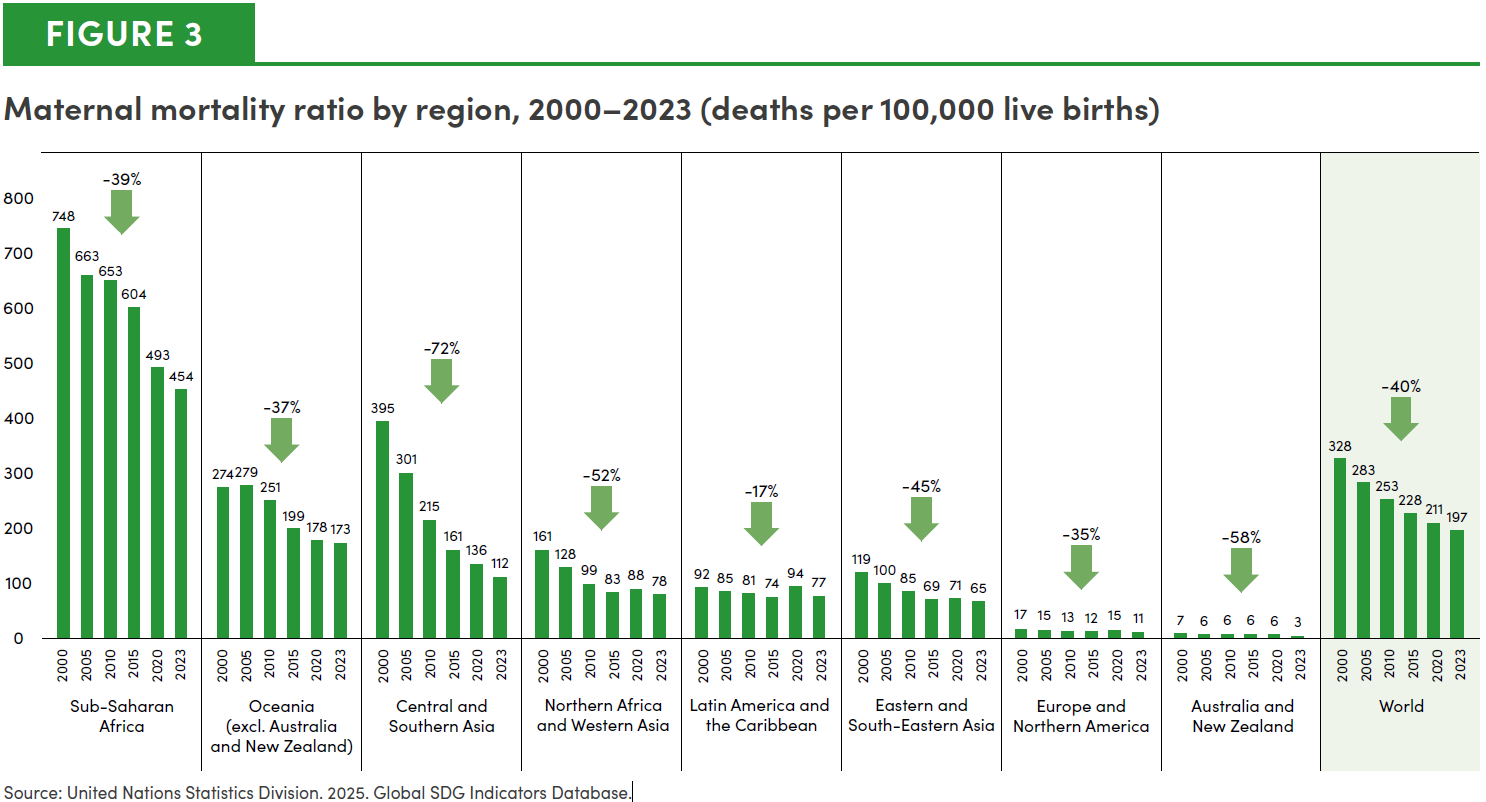 FIGURE 3
Maternal mortality ratio by region, 2000–2023 (deaths per 100,000 live births)
800
700
600
500
400
300
200
100
0
-39%
748
663
653
604
493
454
2000 2005 2010 2015 2020 2023
Sub-Saharan
Africa
-37%
274 279
251
199
178 173
2000 2005 2010 2015 2020 2023
Oceania
(excl. Australia
and New Zealand)
-72%
395
301
215
161
136
112
2000 2005 2010 2015 2020 2023
Central and
Southern Asia
-52%
161
128
99
83 88 78
2000 2005 2010 2015 2020 2023
Northern Africa
and Western Asia
-17%
92 85 81 74 94 77
2000 2005 2010 2015 2020 2023
Latin America and
the Caribbean
-45%
119
100
85
69 71 65
2000 2005 2010 2015 2020 2023
Eastern and
South-Eastern Asia
-35%
17 15 13 12 15 11
2000 2005 2010 2015 2020 2023
Europe and
Northern America
-58%
7 6 6 6 6 3
2000 2005 2010 2015 2020 2023
Australia and
New Zealand
-40%
328
283
253
228
211
197
2000 2005 2010 2015 2020 2023
World
Source: United Nations Statistics Division. 2025. Global SDG Indicators Database.